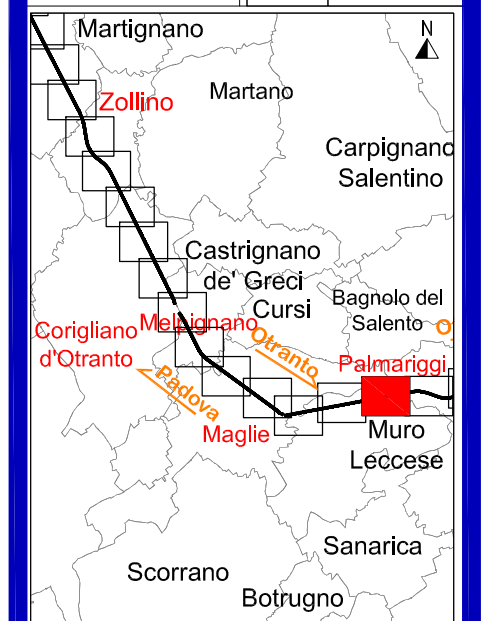 Martignano
N
Zollino
Martano
Carpignano
Salentino
Castrignano
de' Greci
Cursi
Bagnolo del
Salento
Corigliano
d'Otranto
Melpignano
Otranto
Palmariggi
Padova
Maglie
Muro
Leccese
Sanarica
Scorrano
Botrugno